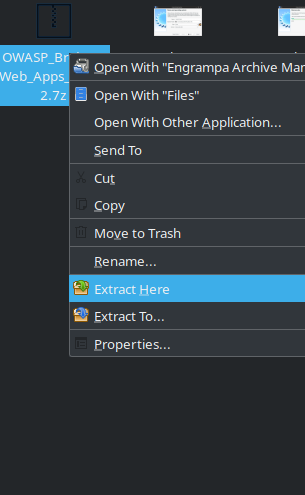 OWASP_Br
Web_Apps_
2.7z
Open With "Engrampa Archive Mar
Open With "Files"
Open With Other Application...
Send To
Cut
Copy
Move to Trash
Rename...
Extract Here
Extract To...
Properties...